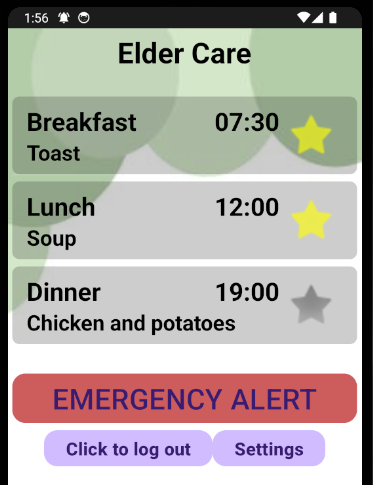 1:56
Elder Care
Breakfast 07:30
Toast
Lunch 12:00
Soup
Dinner 19:00
Chicken and potatoes
EMERGENCY ALERT
Click to log out Settings